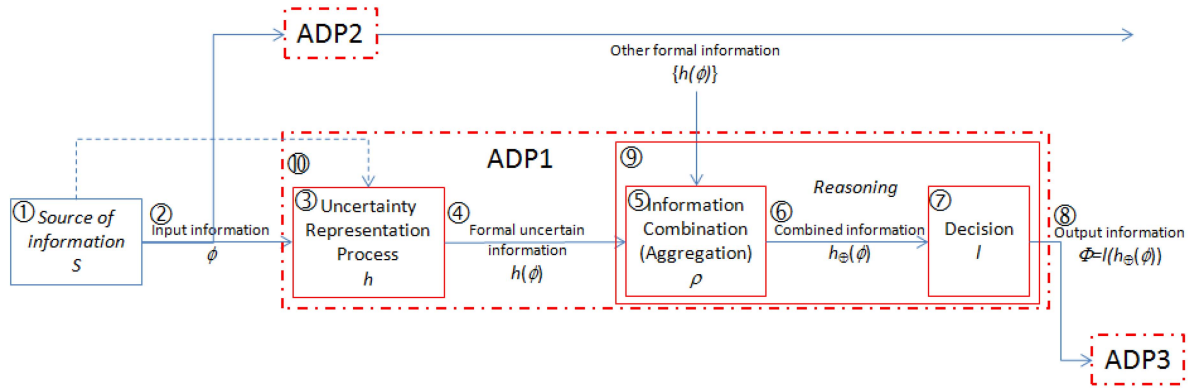 ADP2
Other formal information
{h(ϕ)}
ADP1
⑩
⑨
①
Source of
information
S
②
Input information
ϕ
③
Uncertainty
Representation
Process
h
④
Formal uncertain
information
h(ϕ)
⑤
Information
Combination
(Aggregation)
ρ
Reasoning
⑥
Combined information
h⊕(ϕ)
⑦
Decision
l
⑧
Output information
Φ=l(h⊕(ϕ))
ADP3